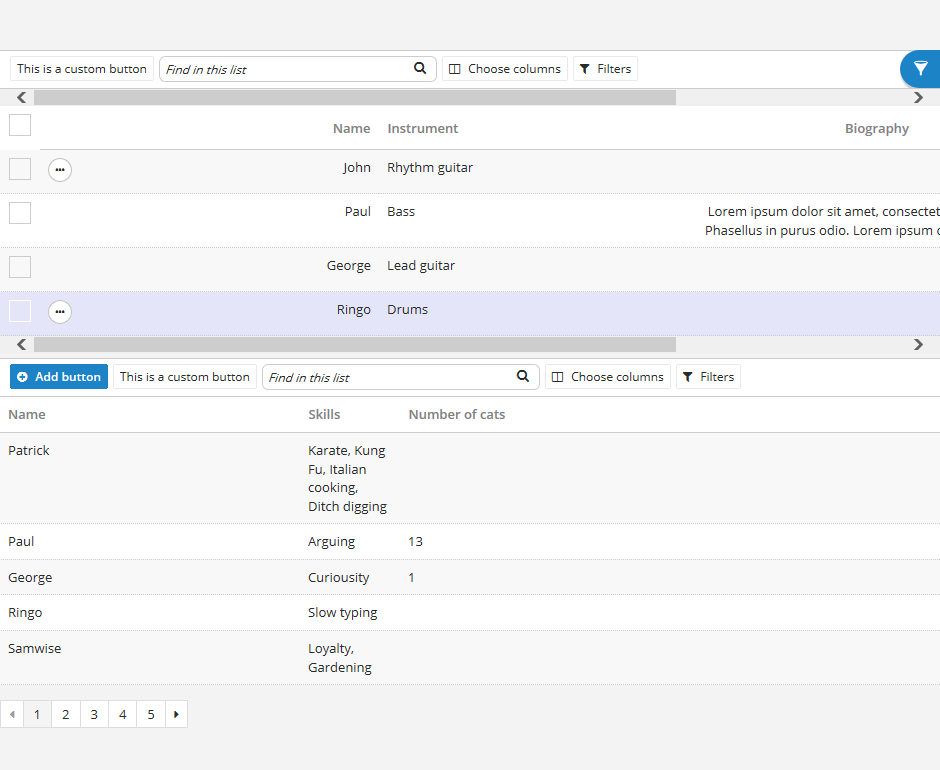 This is a custom button Find in this list Choose columns Filters
Name Instrument Biography
John Rhythm guitar
Paul Bass Lorem ipsum dolor sit amet, consectet
Phasellus in purus odio. Lorem ipsum
George Lead guitar
Ringo Drums
Add button This is a custom button Find in this list Choose columns Filters
Name Skills Number of cats
Patrick Karate, Kung
Fu, Italian
cooking,
Ditch digging
Paul Arguing 13
George Curiousity 1
Ringo Slow typing
Samwise Loyalty,
Gardening
1 2 3 4 5